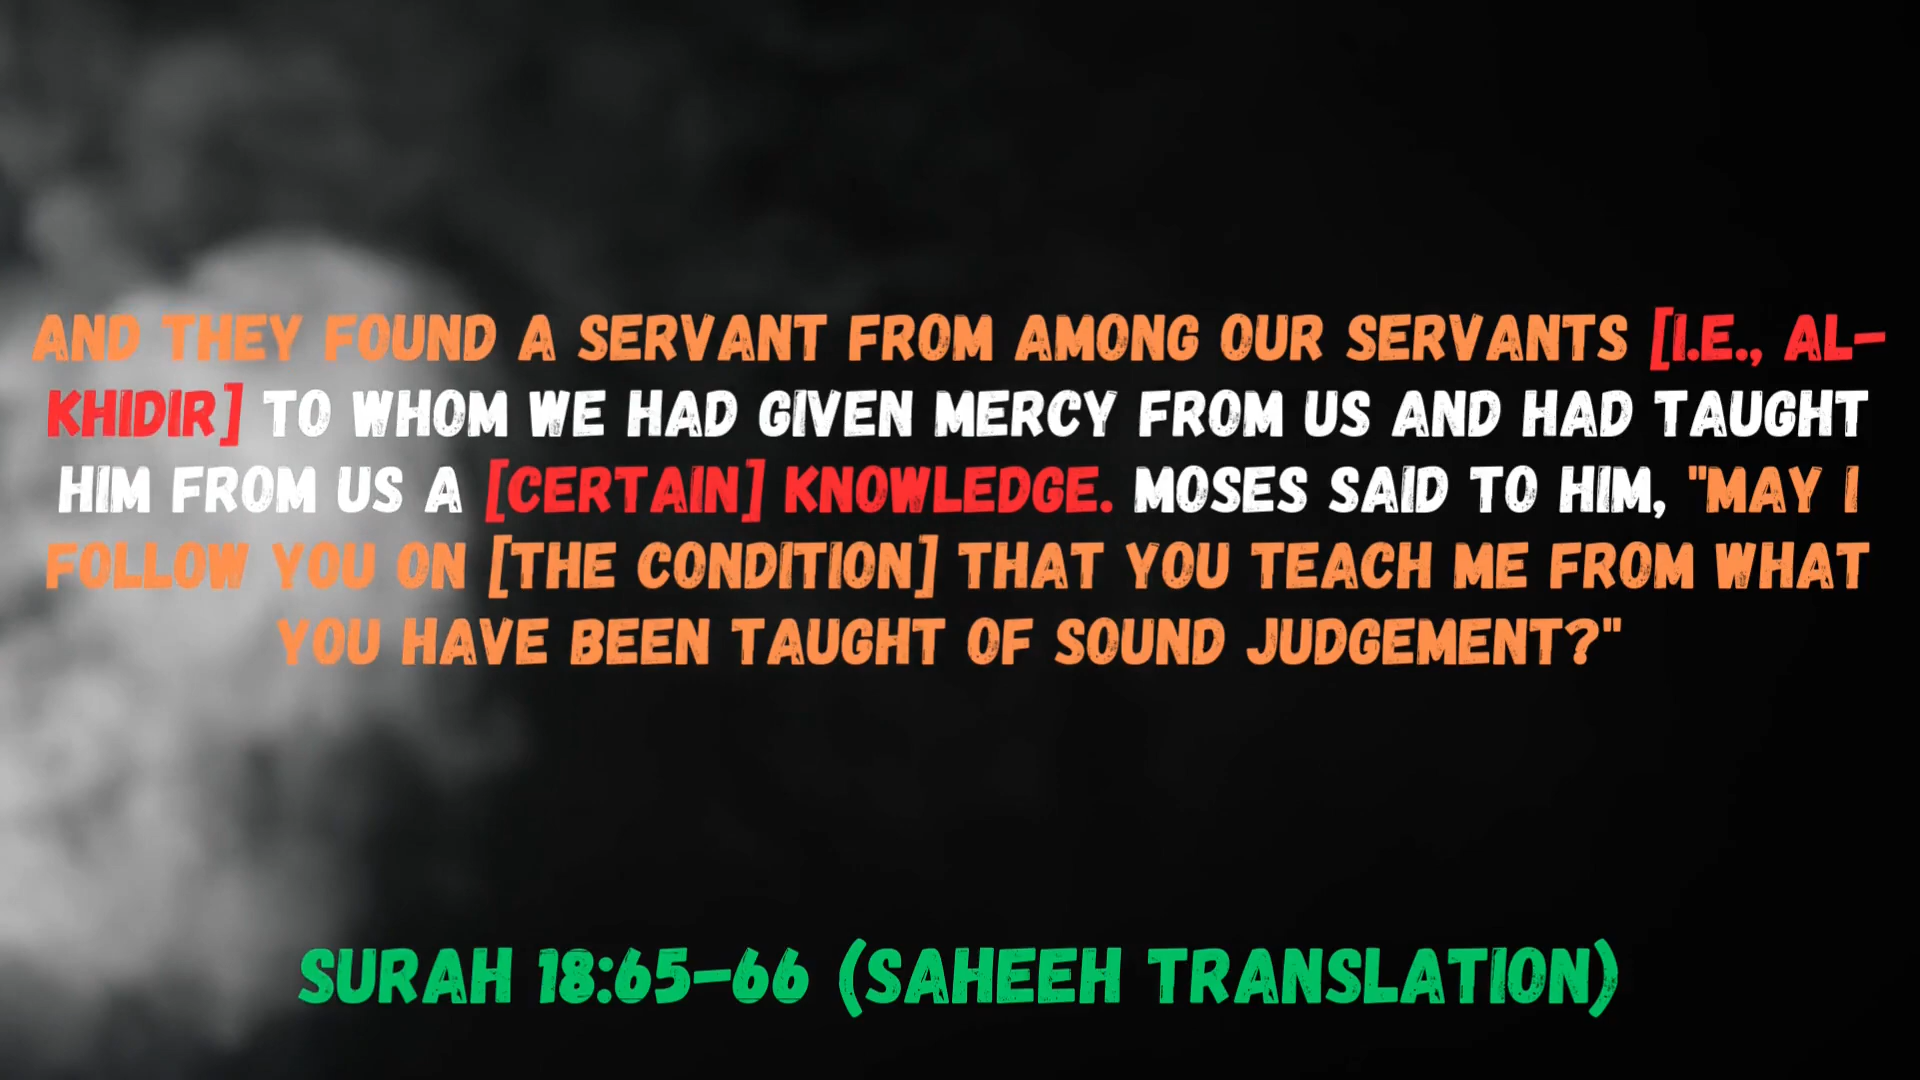 AND THEY FOUND A SERVANT FROM AMONG OUR SERVANTS [I.E., AL-
KHIDIR] TO WHOM WE HAD GIVEN MERCY FROM US AND HAD TAUGHT
HIM FROM US A [CERTAIN] KNOWLEDGE. MOSES SAID TO HIM, "MAY I
FOLLOW YOU ON [THE CONDITION] THAT YOU TEACH ME FROM WHAT
YOU HAVE BEEN TAUGHT OF SOUND JUDGEMENT?"
SURAH 18:65-66 (SAHEEH TRANSLATION)